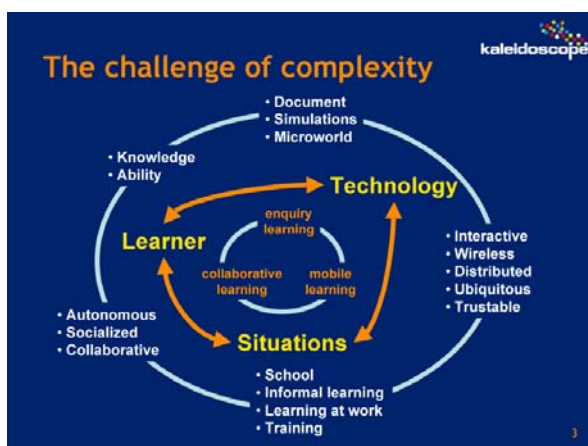 kaleidoscope
The challenge of complexity
• Document
• Simulations
• Microworld
• Knowledge
• Ability
Technology
enquiry
learning
Learner
• Interactive
• Wireless
• Distributed
• Ubiquitous
• Trustable
collaborative
learning
mobile
learning
• Autonomous
• Socialized
• Collaborative
Situations
• School
• Informal learning
• Learning at work
• Training
3